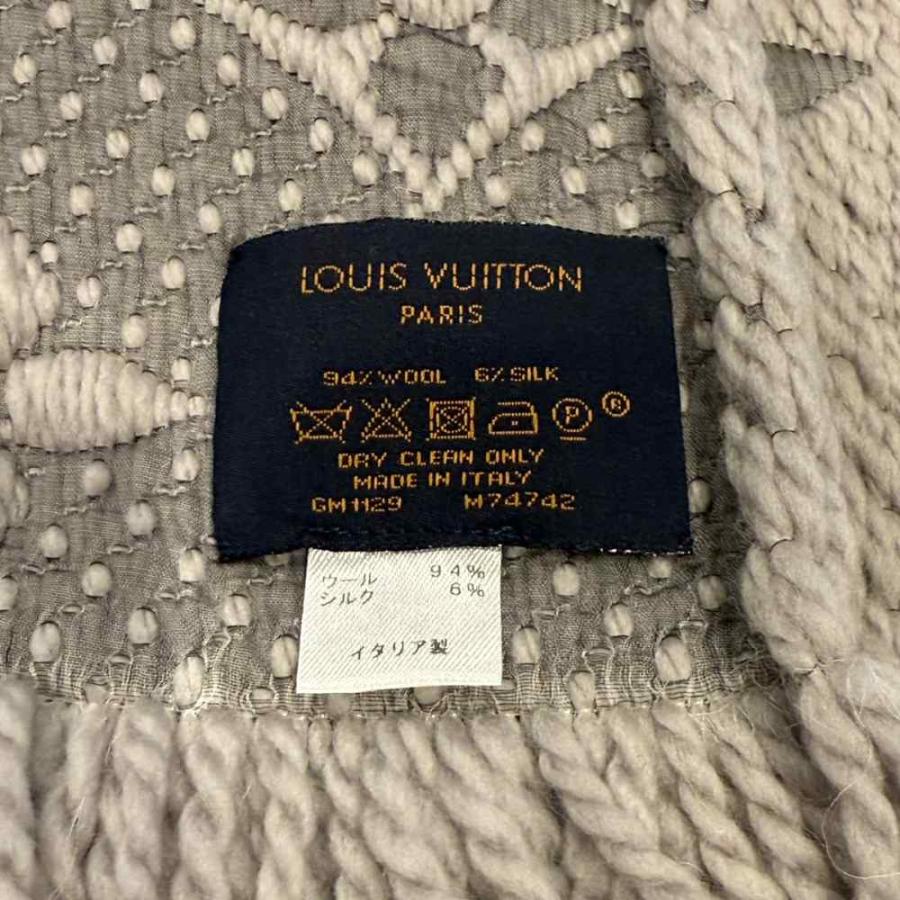 LOUIS VUITTON
PARIS
94% WOOL 6% SILK
P ®
DRY CLEAN ONLY
MADE IN ITALY
GM1129 M74742
ウール 94%
シルク 6%
イタリア製